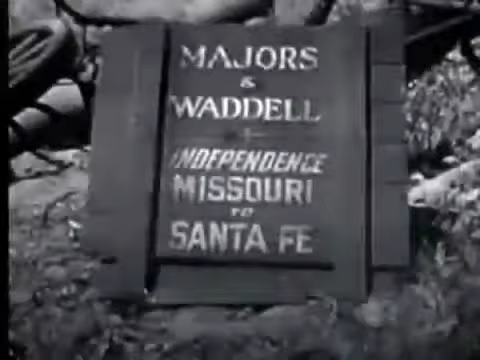 MAJORS
&
WADDELL
INDEPENDENCE
MISSOURI
TO
SANTA FE